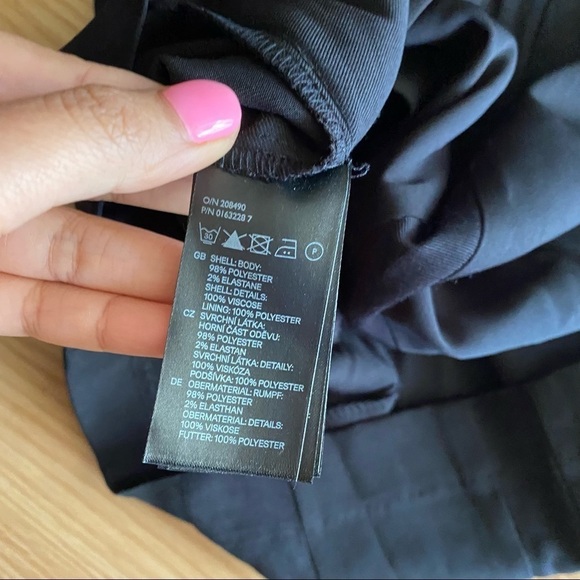 O/N 208490
P/N 0163228 7
30 P
GB SHELL: BODY:
98% POLYESTER
2% ELASTANE
SHELL: DETAILS:
100% VISCOSE
LINING: 100% POLYESTER
CZ SVRCHNÍ LÁTKA:
HORNÍ ČÁST ODĚVU:
98% POLYESTER
2% ELASTAN
SVRCHNÍ LÁTKA: DETAILY:
100% VISKÓZA
PODŠÍVKA: 100% POLYESTER
DE OBERMATERIAL: RUMPF:
98% POLYESTER
2% ELASTHAN
OBERMATERIAL: DETAILS:
100% VISKOSE
FUTTER: 100% POLYESTER